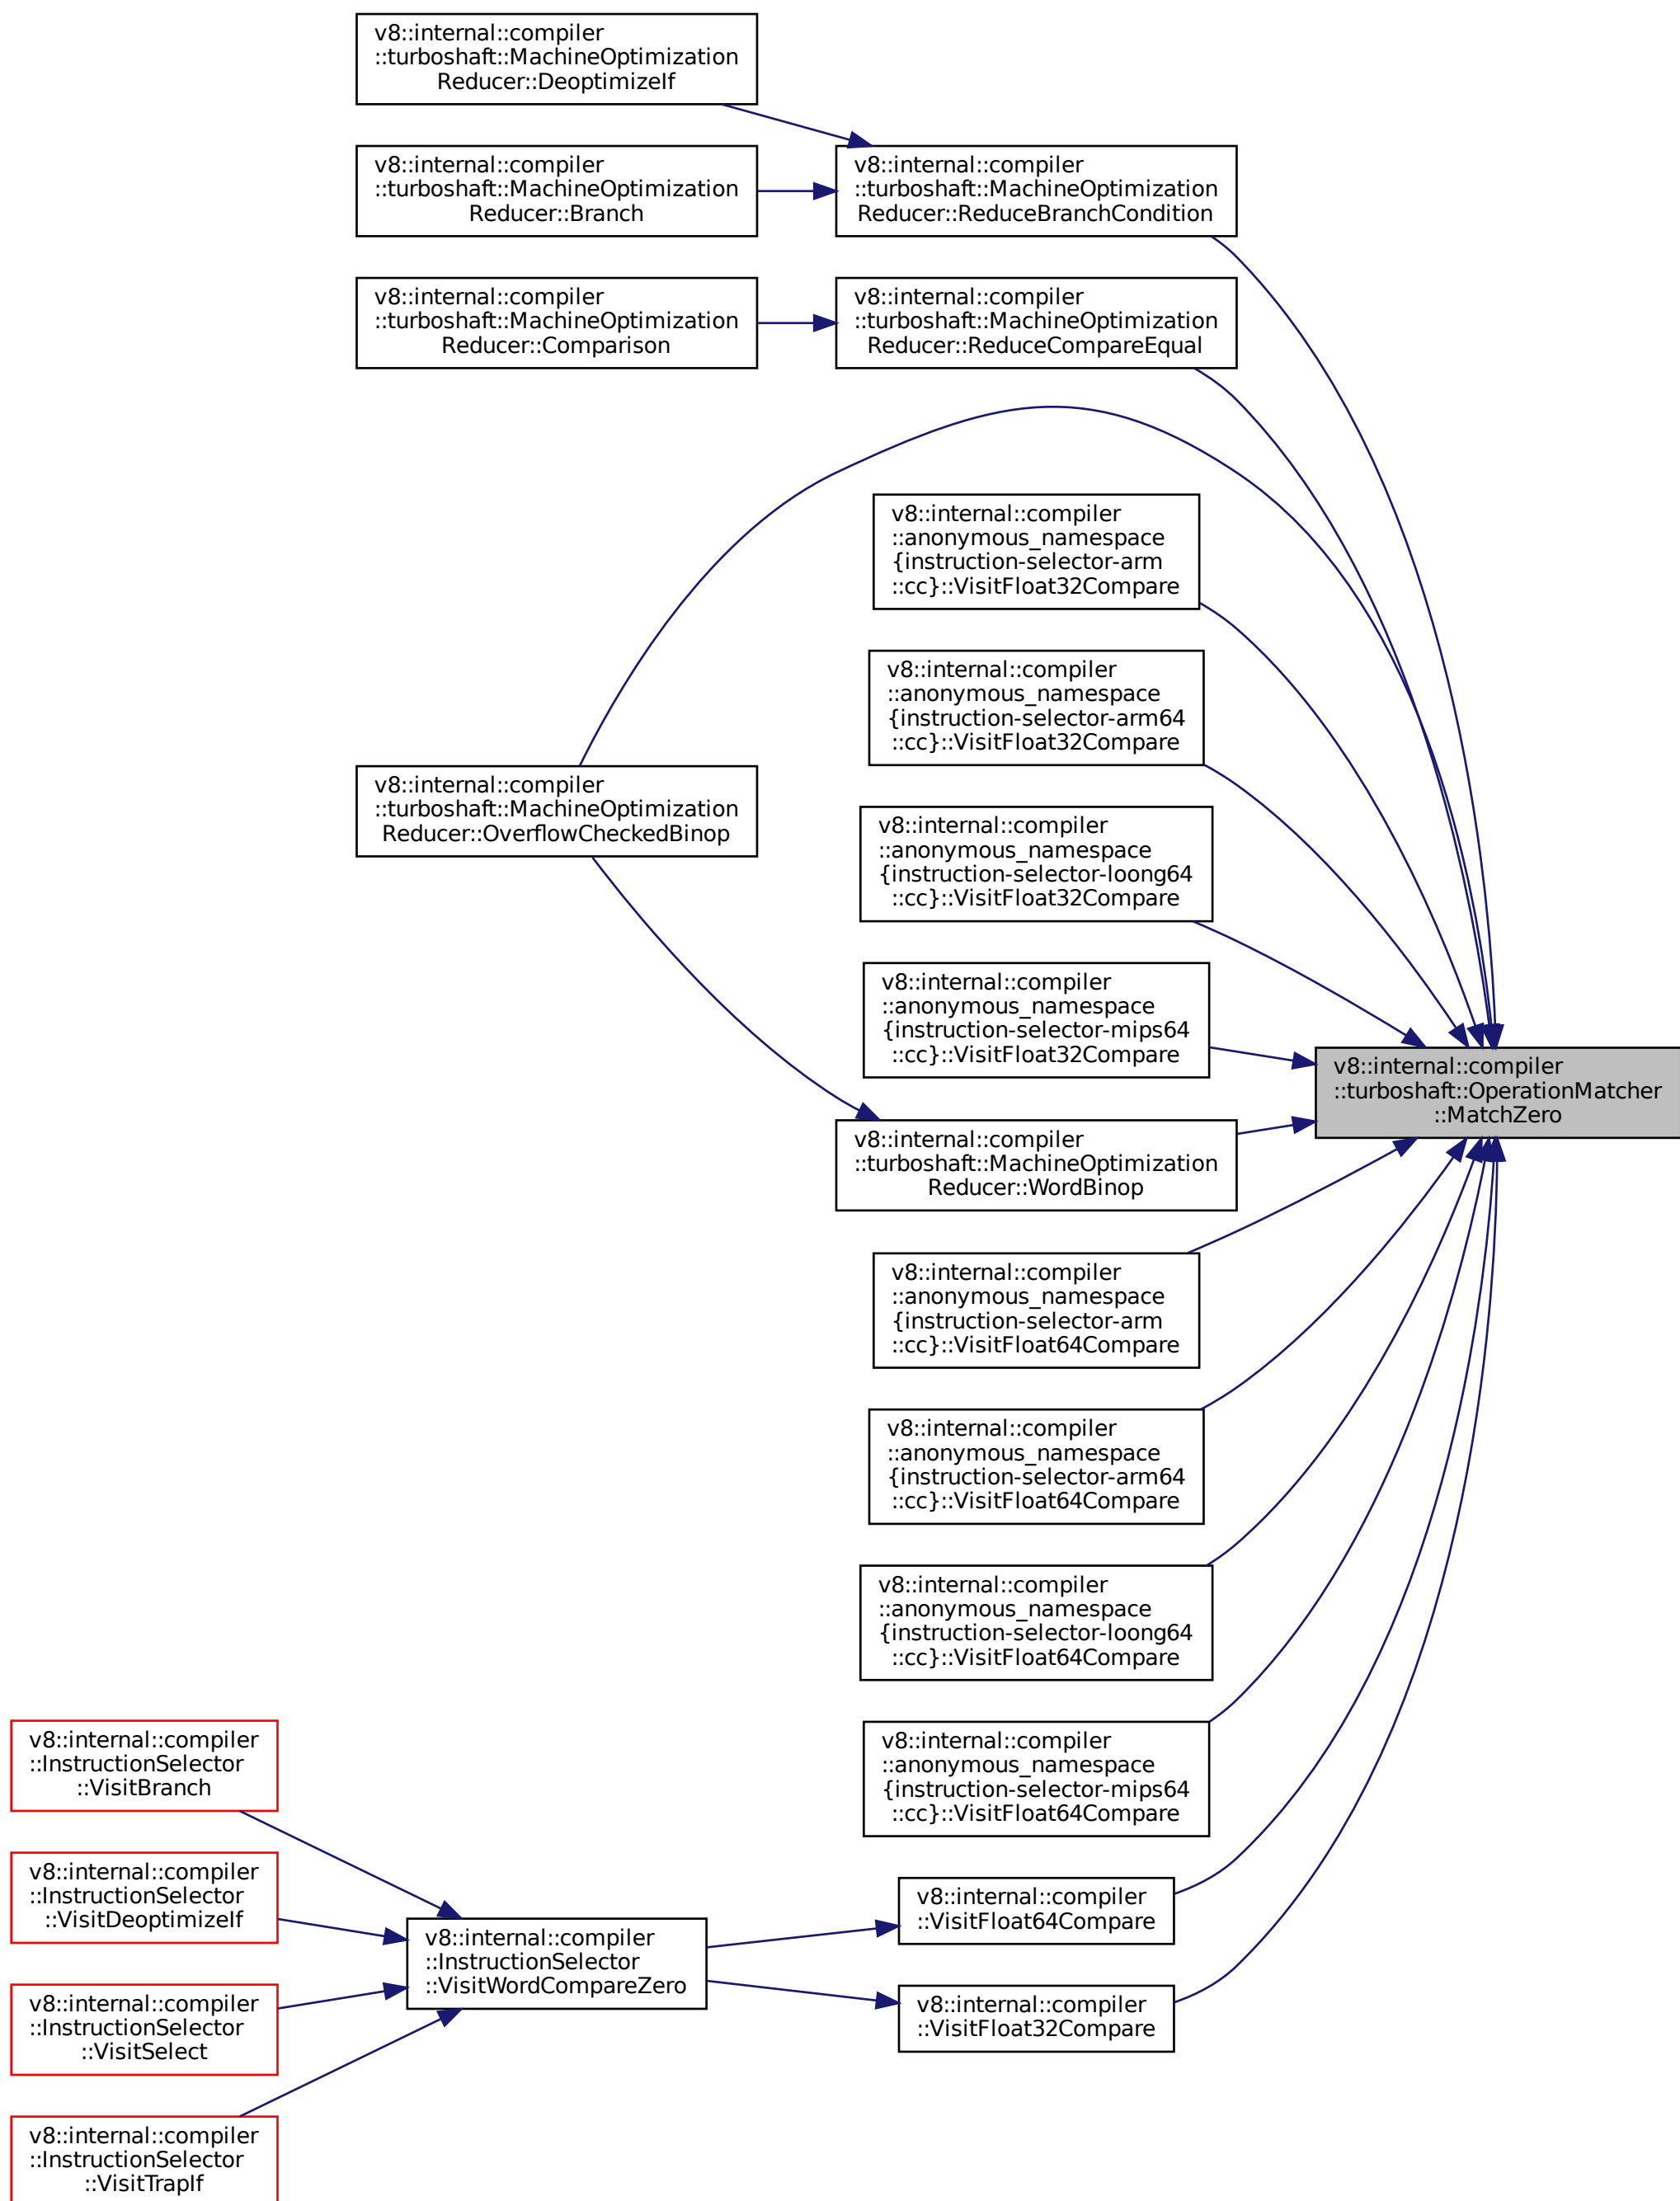 v8::internal::compiler
::turboshaft::MachineOptimization
Reducer::DeoptimizeIf
v8::internal::compiler
::turboshaft::MachineOptimization
Reducer::Branch
v8::internal::compiler
::turboshaft::MachineOptimization
Reducer::ReduceBranchCondition
v8::internal::compiler
::turboshaft::MachineOptimization
Reducer::Comparison
v8::internal::compiler
::turboshaft::MachineOptimization
Reducer::ReduceCompareEqual
v8::internal::compiler
::anonymous_namespace
{instruction-selector-arm
::cc}::VisitFloat32Compare
v8::internal::compiler
::anonymous_namespace
{instruction-selector-arm64
::cc}::VisitFloat32Compare
v8::internal::compiler
::turboshaft::MachineOptimization
Reducer::OverflowCheckedBinop
v8::internal::compiler
::anonymous_namespace
{instruction-selector-loong64
::cc}::VisitFloat32Compare
v8::internal::compiler
::anonymous_namespace
{instruction-selector-mips64
::cc}::VisitFloat32Compare
v8::internal::compiler
::turboshaft::OperationMatcher
::MatchZero
v8::internal::compiler
::turboshaft::MachineOptimization
Reducer::WordBinop
v8::internal::compiler
::anonymous_namespace
{instruction-selector-arm
::cc}::VisitFloat64Compare
v8::internal::compiler
::anonymous_namespace
{instruction-selector-arm64
::cc}::VisitFloat64Compare
v8::internal::compiler
::anonymous_namespace
{instruction-selector-loong64
::cc}::VisitFloat64Compare
v8::internal::compiler
::anonymous_namespace
{instruction-selector-mips64
::cc}::VisitFloat64Compare
v8::internal::compiler
::InstructionSelector
::VisitBranch
v8::internal::compiler
::InstructionSelector
::VisitDeoptimizeIf
v8::internal::compiler
::VisitFloat64Compare
v8::internal::compiler
::InstructionSelector
::VisitWordCompareZero
v8::internal::compiler
::InstructionSelector
::VisitSelect
v8::internal::compiler
::VisitFloat32Compare
v8::internal::compiler
::InstructionSelector
::VisitTrapIf